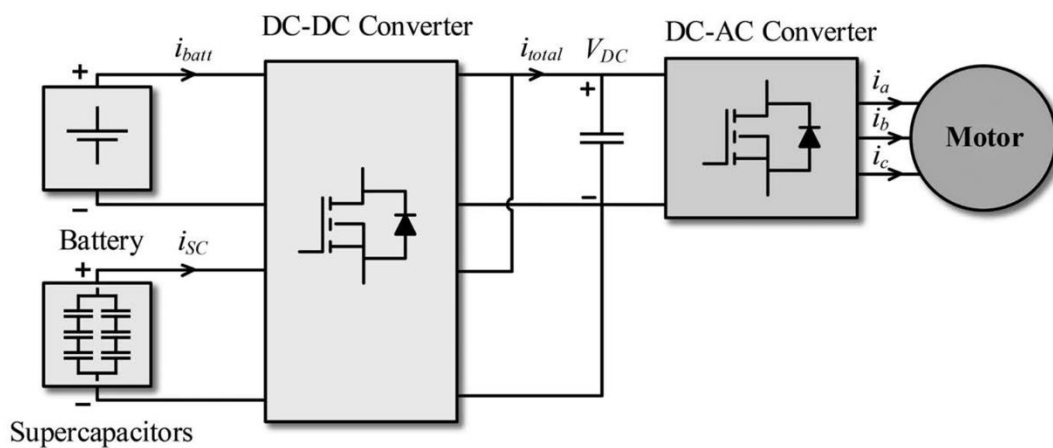 DC-DC Converter
DC-AC Converter
i_batt
i_total
V_DC
+
−
+
−
i_a
i_b
i_c
Motor
Battery
i_SC
+
−
Supercapacitors